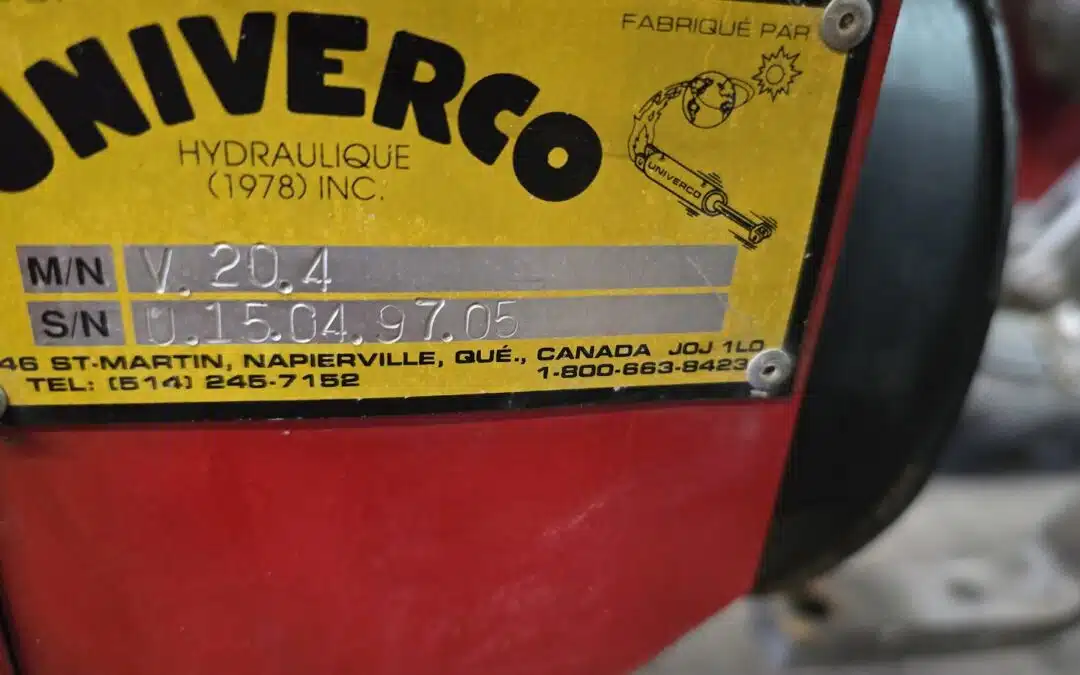 FABRIQUÉ PAR
UNIVERCO
UNIVERCO
HYDRAULIQUE
(1978) INC.
M/N V.20.4
S/N U.15.04.97.05
46 ST-MARTIN, NAPIERVILLE, QUÉ., CANADA J0J 1L0
TEL: (514) 245-7152 1-800-663-8423